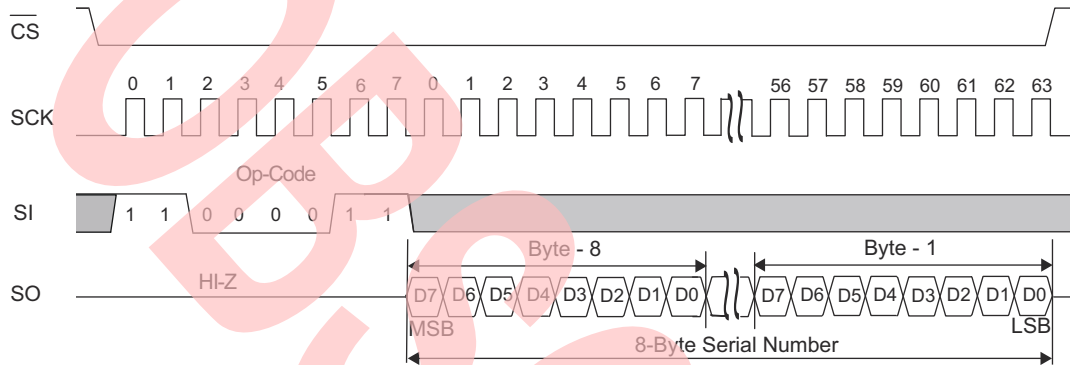 CS
0 1 2 3 4 5 6 7 0 1 2 3 4 5 6 7 56 57 58 59 60 61 62 63
SCK
Op-Code
SI 1 1 0 0 0 0 1 1
Byte - 8 Byte - 1
HI-Z
SO D7 D6 D5 D4 D3 D2 D1 D0 D7 D6 D5 D4 D3 D2 D1 D0
MSB LSB
8-Byte Serial Number